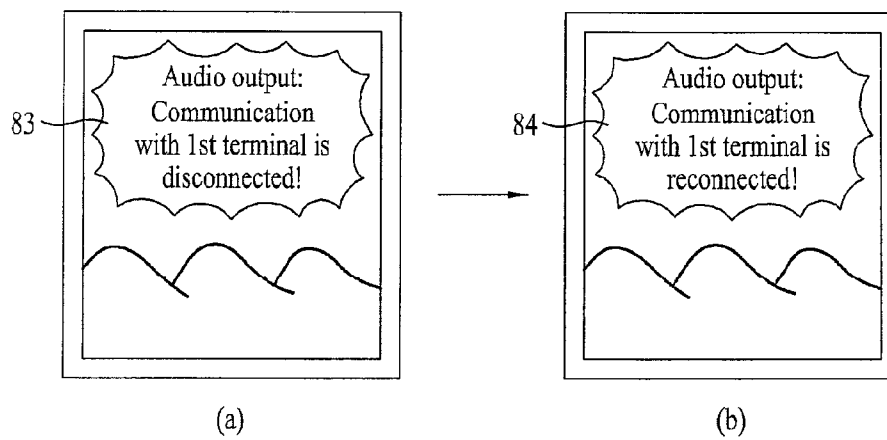 83
Audio output:
Communication
with 1st terminal is
disconnected!
84
Audio output:
Communication
with 1st terminal is
reconnected!
(a)
(b)